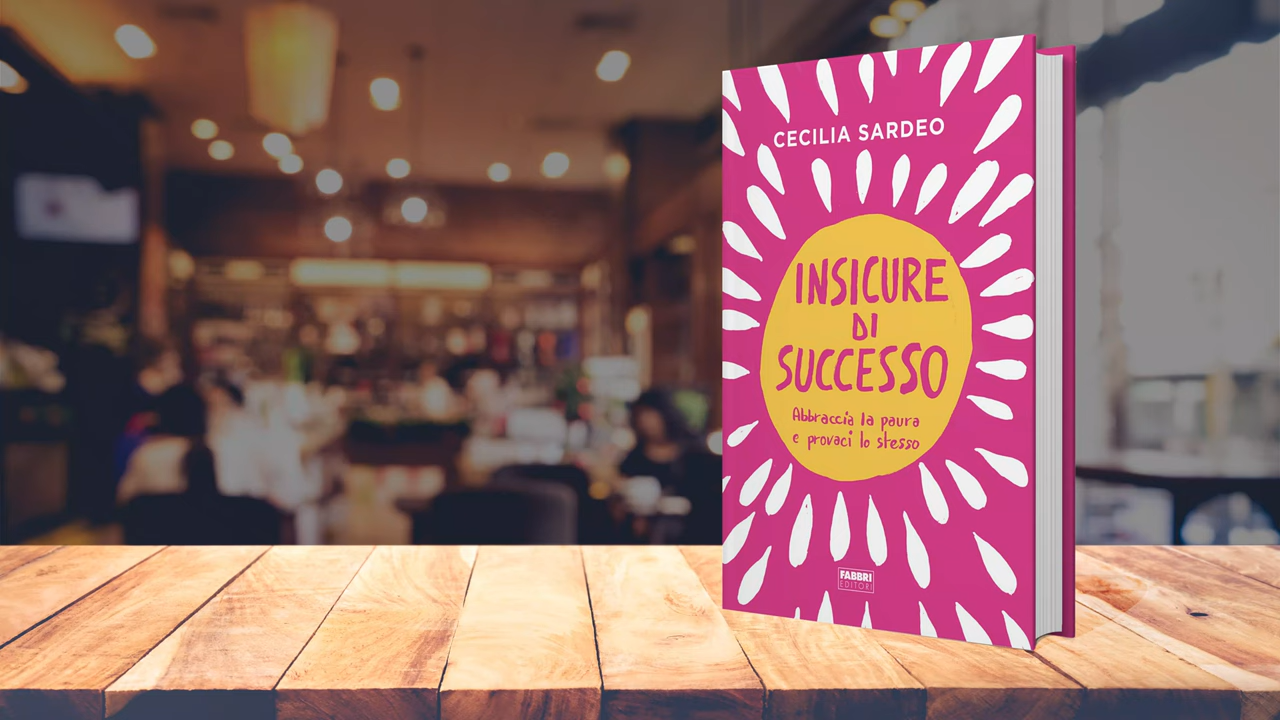 CECILIA SARDEO
INSICURE
DI
SUCCESSO
Abbraccia la paura
e provaci lo stesso
FABBRI
EDITORI